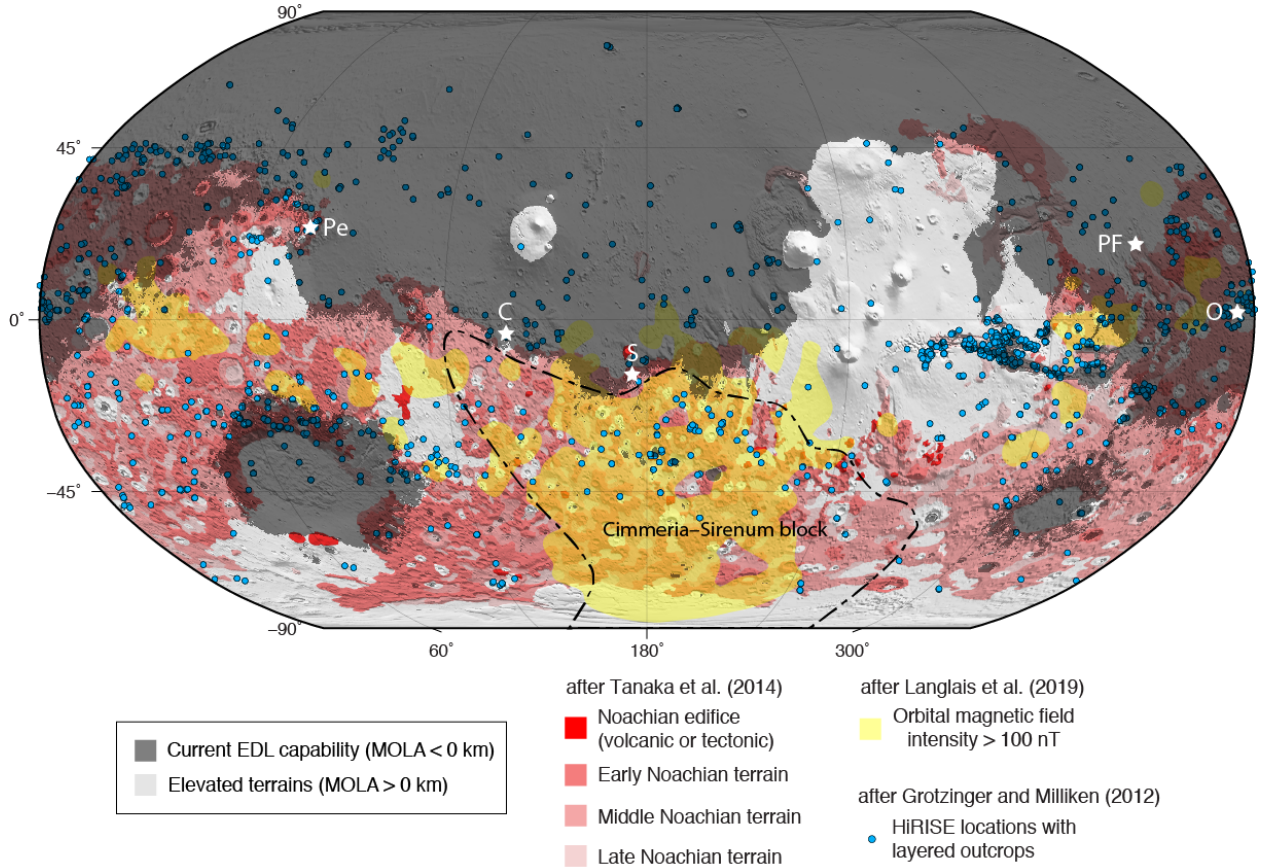 90˚
45˚
Pe
PF
0˚
C
O
S
−45˚
Cimmeria–Sirenum block
−90˚
60˚
180˚
300˚
Current EDL capability (MOLA < 0 km)
Elevated terrains (MOLA > 0 km)
after Tanaka et al. (2014)
Noachian edifice
(volcanic or tectonic)
Early Noachian terrain
Middle Noachian terrain
Late Noachian terrain
after Langlais et al. (2019)
Orbital magnetic field
intensity > 100 nT
after Grotzinger and Milliken (2012)
HiRISE locations with
layered outcrops